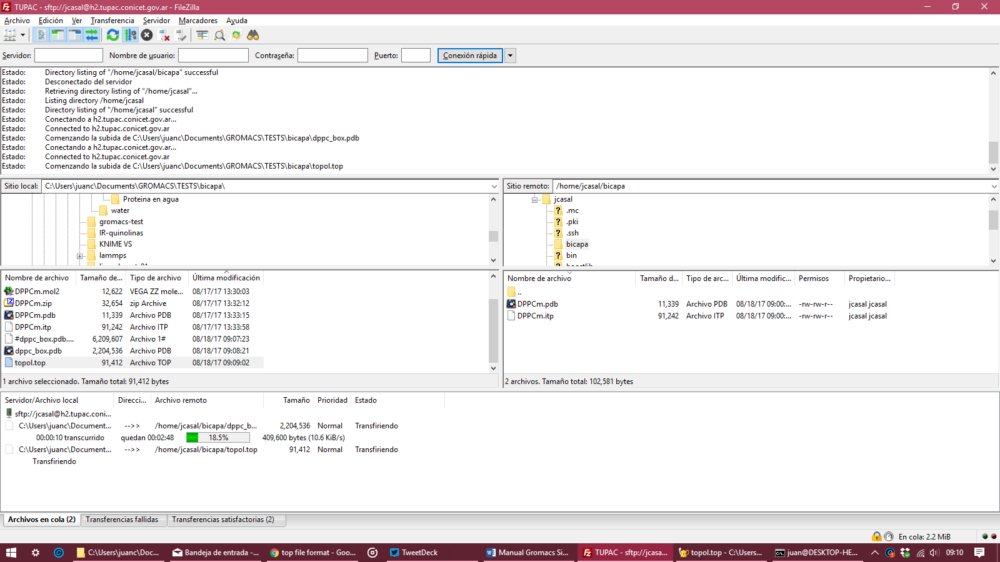 TUPAC - sftp://jcasal@h2.tupac.conicet.gov.ar - FileZilla
Archivo Edición Ver Transferencia Servidor Marcadores Ayuda
Servidor: Nombre de usuario: Contraseña: Puerto: Conexión rápida
Estado: Directory listing of "/home/jcasal/bicapa" successful
Estado: Desconectado del servidor
Estado: Retrieving directory listing of "/home/jcasal"...
Estado: Listing directory /home/jcasal
Estado: Directory listing of "/home/jcasal" successful
Estado: Conectando a h2.tupac.conicet.gov.ar...
Estado: Connected to h2.tupac.conicet.gov.ar
Estado: Comenzando la subida de C:\Users\juanc\Documents\GROMACS\TESTS\bicapa\dppc_box.pdb
Estado: Conectando a h2.tupac.conicet.gov.ar...
Estado: Connected to h2.tupac.conicet.gov.ar
Estado: Comenzando la subida de C:\Users\juanc\Documents\GROMACS\TESTS\bicapa\topol.top
Sitio local: C:\Users\juanc\Documents\GROMACS\TESTS\bicapa\
Proteina en agua
water
gromacs-test
IR-quinolinas
KNIME VS
lammps
Nombre de archivo Tamaño de... Tipo de archivo Última modificación
DPPCm.mol2 12,622 VEGA ZZ mole... 08/17/17 13:30:03
DPPCm.zip 32,654 zip Archive 08/17/17 13:32:12
DPPCm.pdb 11,339 Archivo PDB 08/17/17 13:33:15
DPPCm.itp 91,242 Archivo ITP 08/17/17 13:33:58
#dppc_box.pdb.... 6,209,607 Archivo 1# 08/18/17 09:07:23
dppc_box.pdb 2,204,536 Archivo PDB 08/18/17 09:08:21
topol.top 91,412 Archivo TOP 08/18/17 09:09:02
1 archivo seleccionado. Tamaño total: 91,412 bytes
Sitio remoto: /home/jcasal/bicapa
jcasal
.mc
.pki
.ssh
bicapa
bin
Nombre de archivo Tamaño d... Tipo de arc... Última modific... Permisos Propietario...
..
DPPCm.pdb 11,339 Archivo PDB 08/18/17 09:00:... -rw-rw-r-- jcasal jcasal
DPPCm.itp 91,242 Archivo ITP 08/18/17 09:00:... -rw-rw-r-- jcasal jcasal
2 archivos. Tamaño total: 102,581 bytes
Servidor/Archivo local Direcci... Archivo remoto Tamaño Prioridad Estado
sftp://jcasal@h2.tupac.coni...
C:\Users\juanc\Document... -->> /home/jcasal/bicapa/dppc_b... 2,204,536 Normal Transfiriendo
00:00:10 transcurrido quedan 00:02:48 18.5% 409,600 bytes (10.6 KiB/s)
C:\Users\juanc\Document... -->> /home/jcasal/bicapa/topol.top 91,412 Normal Transfiriendo
Transfiriendo
Archivos en cola (2) Transferencias fallidas Transferencias satisfactorias (2)
En cola: 2.2 MiB
C:\Users\juanc\Doc... Bandeja de entrada -... top file format - Goo... TweetDeck Manual Gromacs Si... TUPAC - sftp://jcasa... topol.top - C:\Users... juan@DESKTOP-HE... 09:10